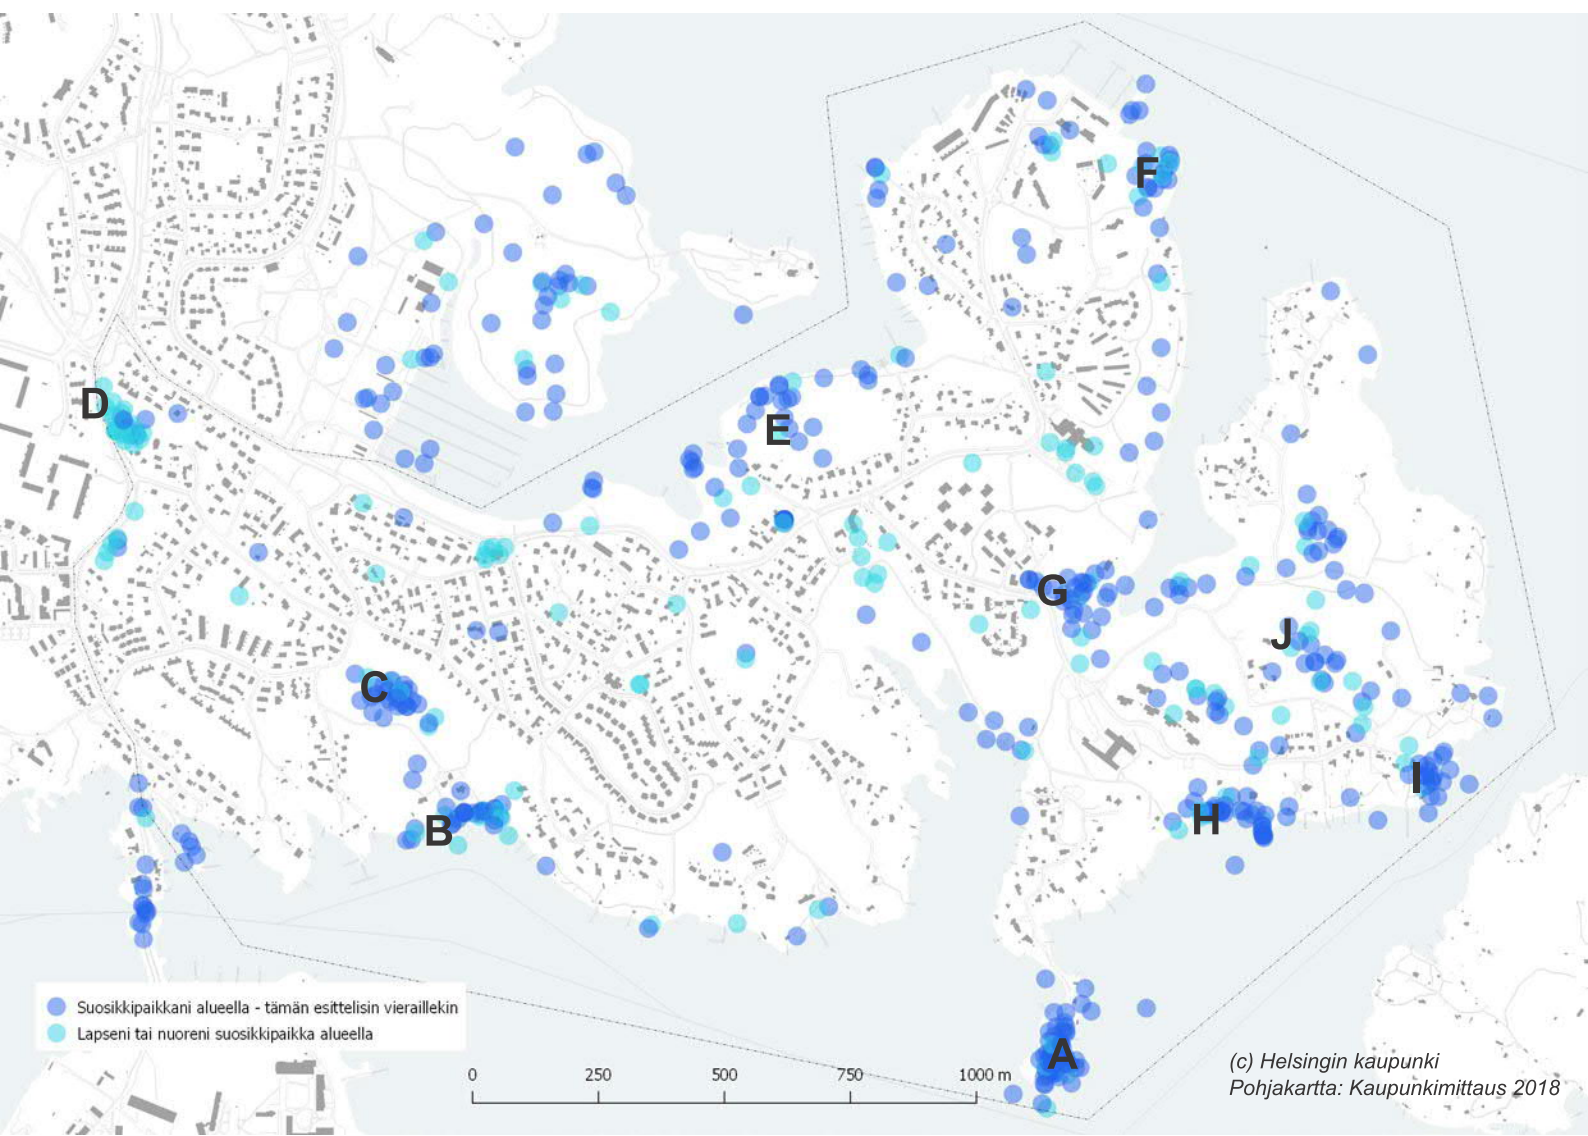 F
D
E
G
J
C
I
H
B
Suosikkipaikkani alueella - tämän esittelisin vieraillekin
Lapseni tai nuoreni suosikkipaikka alueella
A
0 250 500 750 1000 m
(c) Helsingin kaupunki
Pohjakartta: Kaupunkimittaus 2018